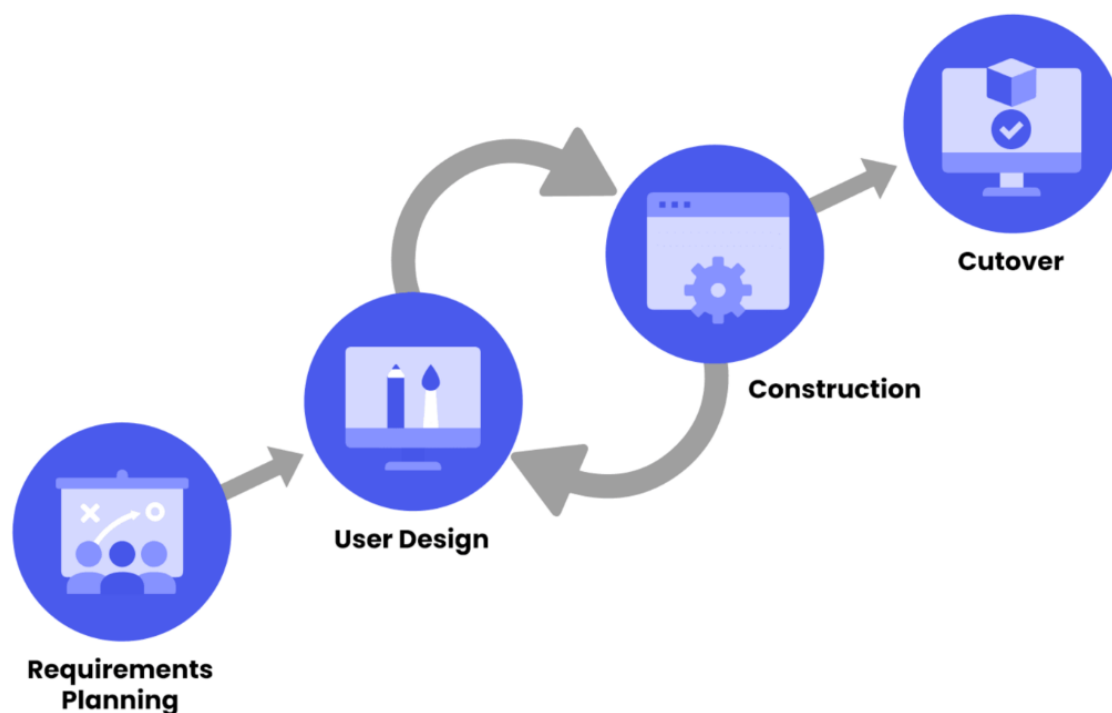 Requirements
Planning
User Design
Construction
Cutover